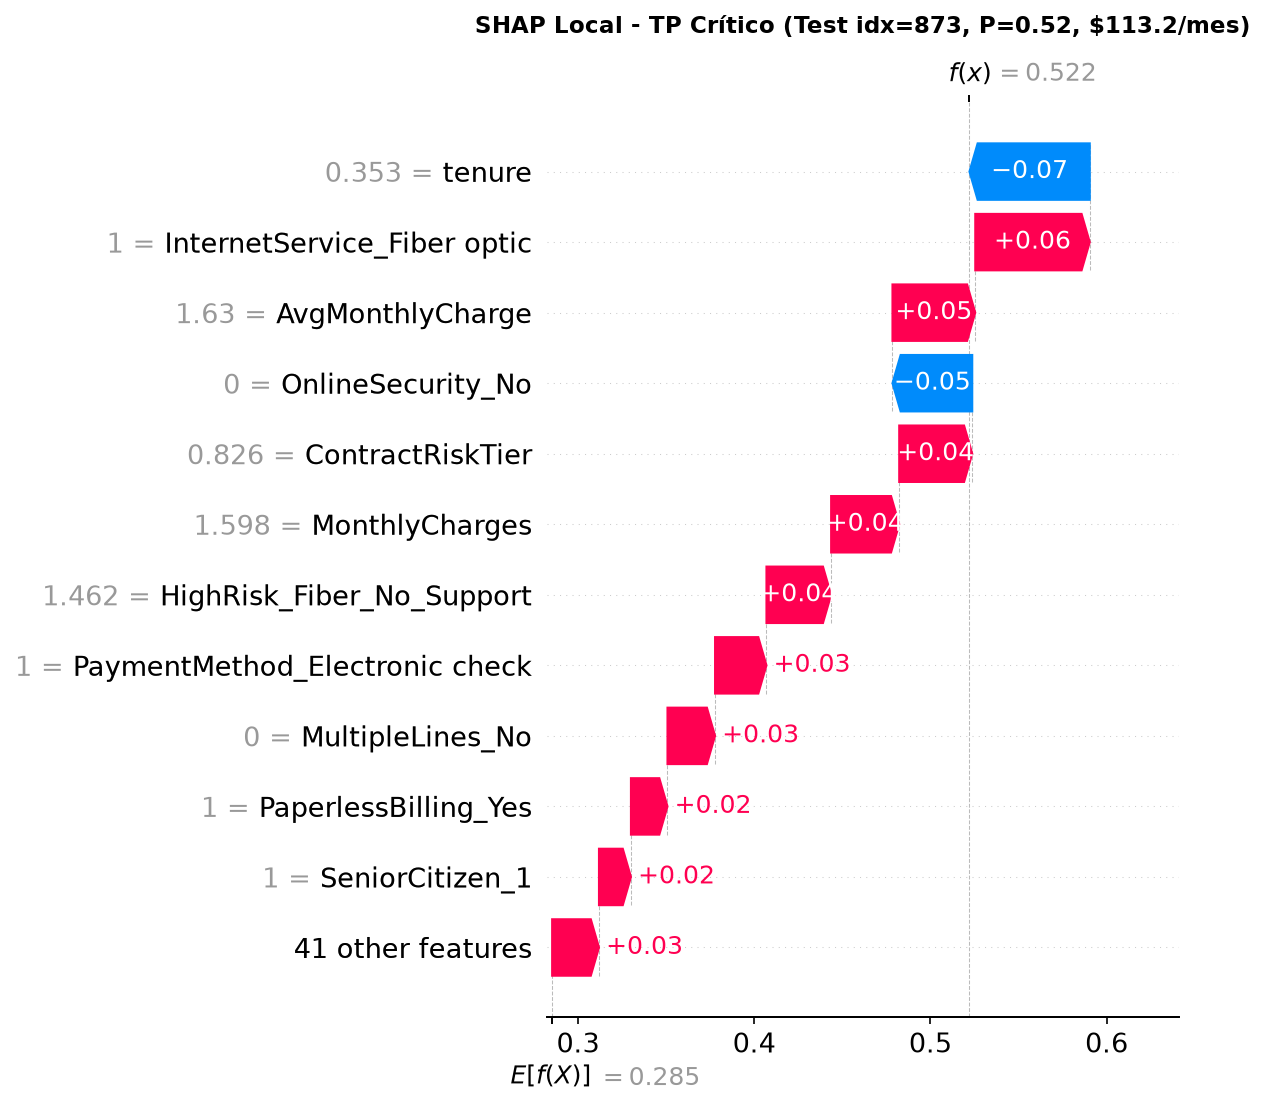 SHAP Local - TP Crítico (Test idx=873, P=0.52, $113.2/mes)
f(x) = 0.522
0.353 = tenure
−0.07
1 = InternetService_Fiber optic
+0.06
1.63 = AvgMonthlyCharge
+0.05
0 = OnlineSecurity_No
−0.05
0.826 = ContractRiskTier
+0.04
1.598 = MonthlyCharges
+0.04
1.462 = HighRisk_Fiber_No_Support
+0.04
1 = PaymentMethod_Electronic check
+0.03
0 = MultipleLines_No
+0.03
1 = PaperlessBilling_Yes
+0.02
1 = SeniorCitizen_1
+0.02
41 other features
+0.03
0.3 0.4 0.5 0.6
E[f(X)] = 0.285